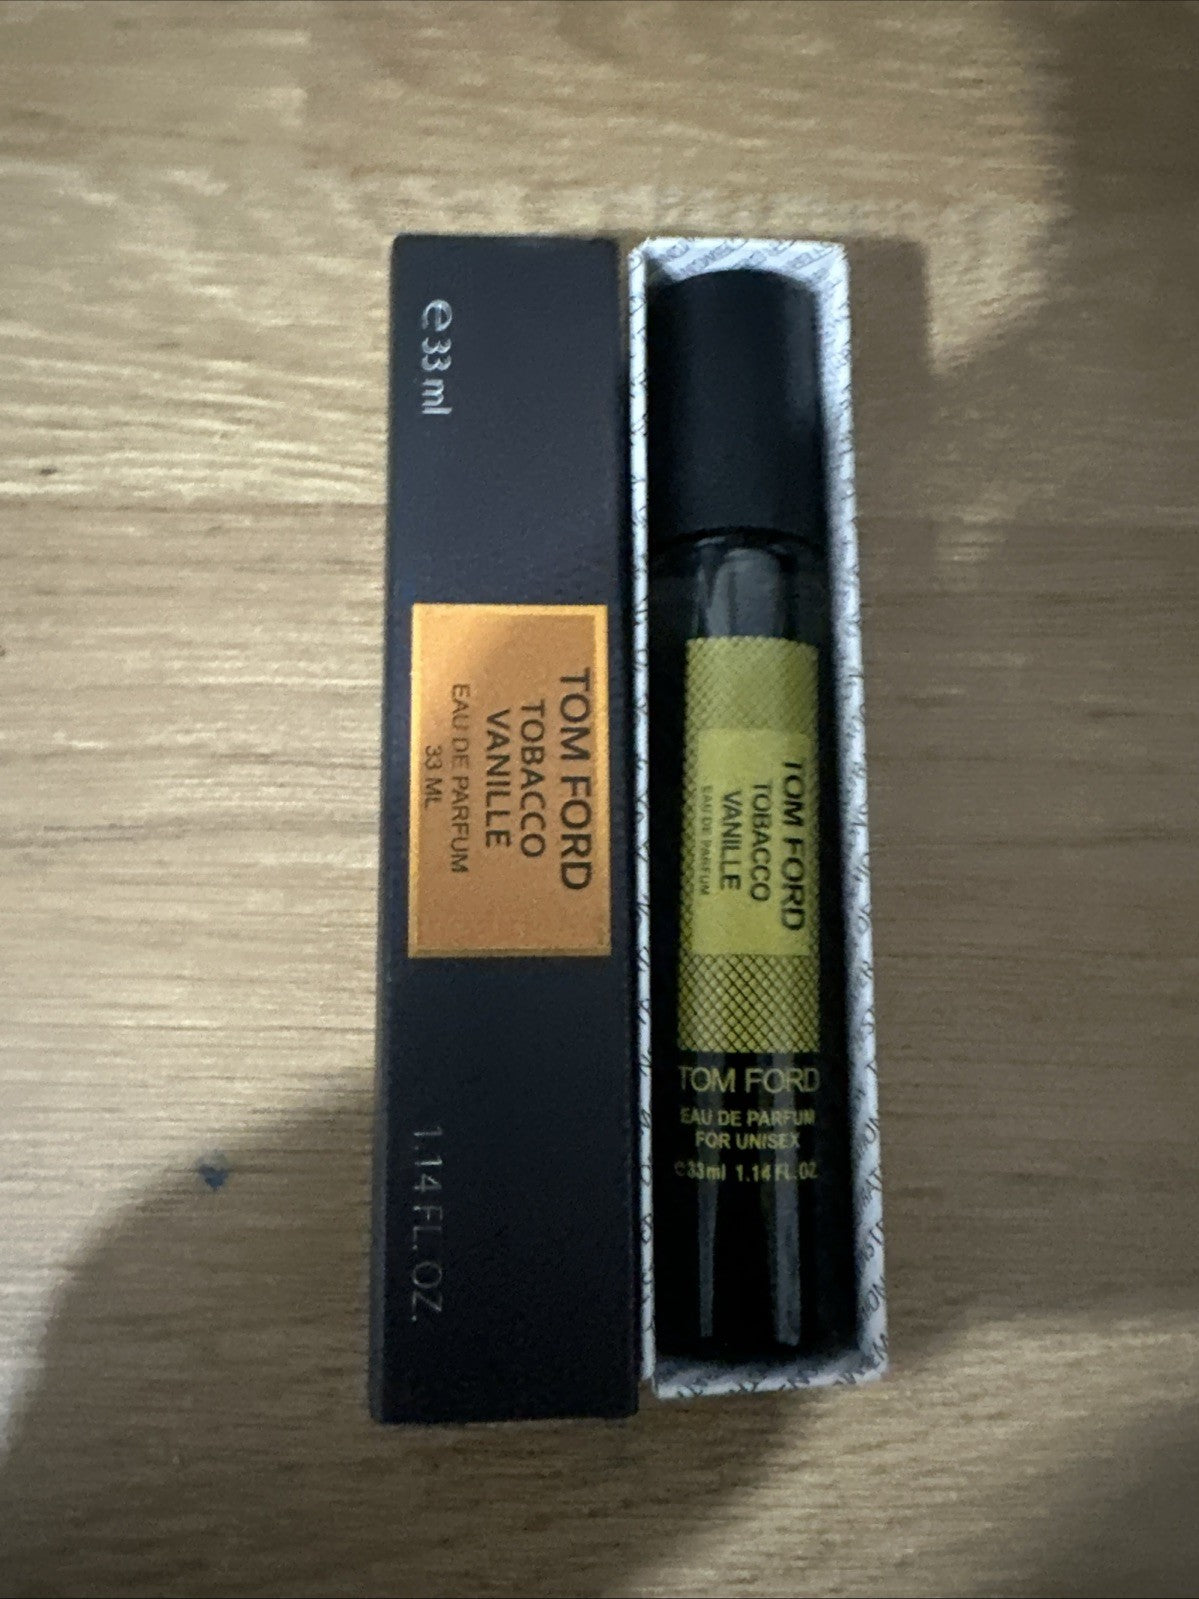 e 33 ml
TOM FORD
TOBACCO
VANILLE
EAU DE PARFUM
33 ML
1.14 FL. OZ.
TOM FORD
TOBACCO
VANILLE
EAU DE PARFUM
TOM FORD
EAU DE PARFUM
FOR UNISEX
e33ml 1.14 FL.OZ